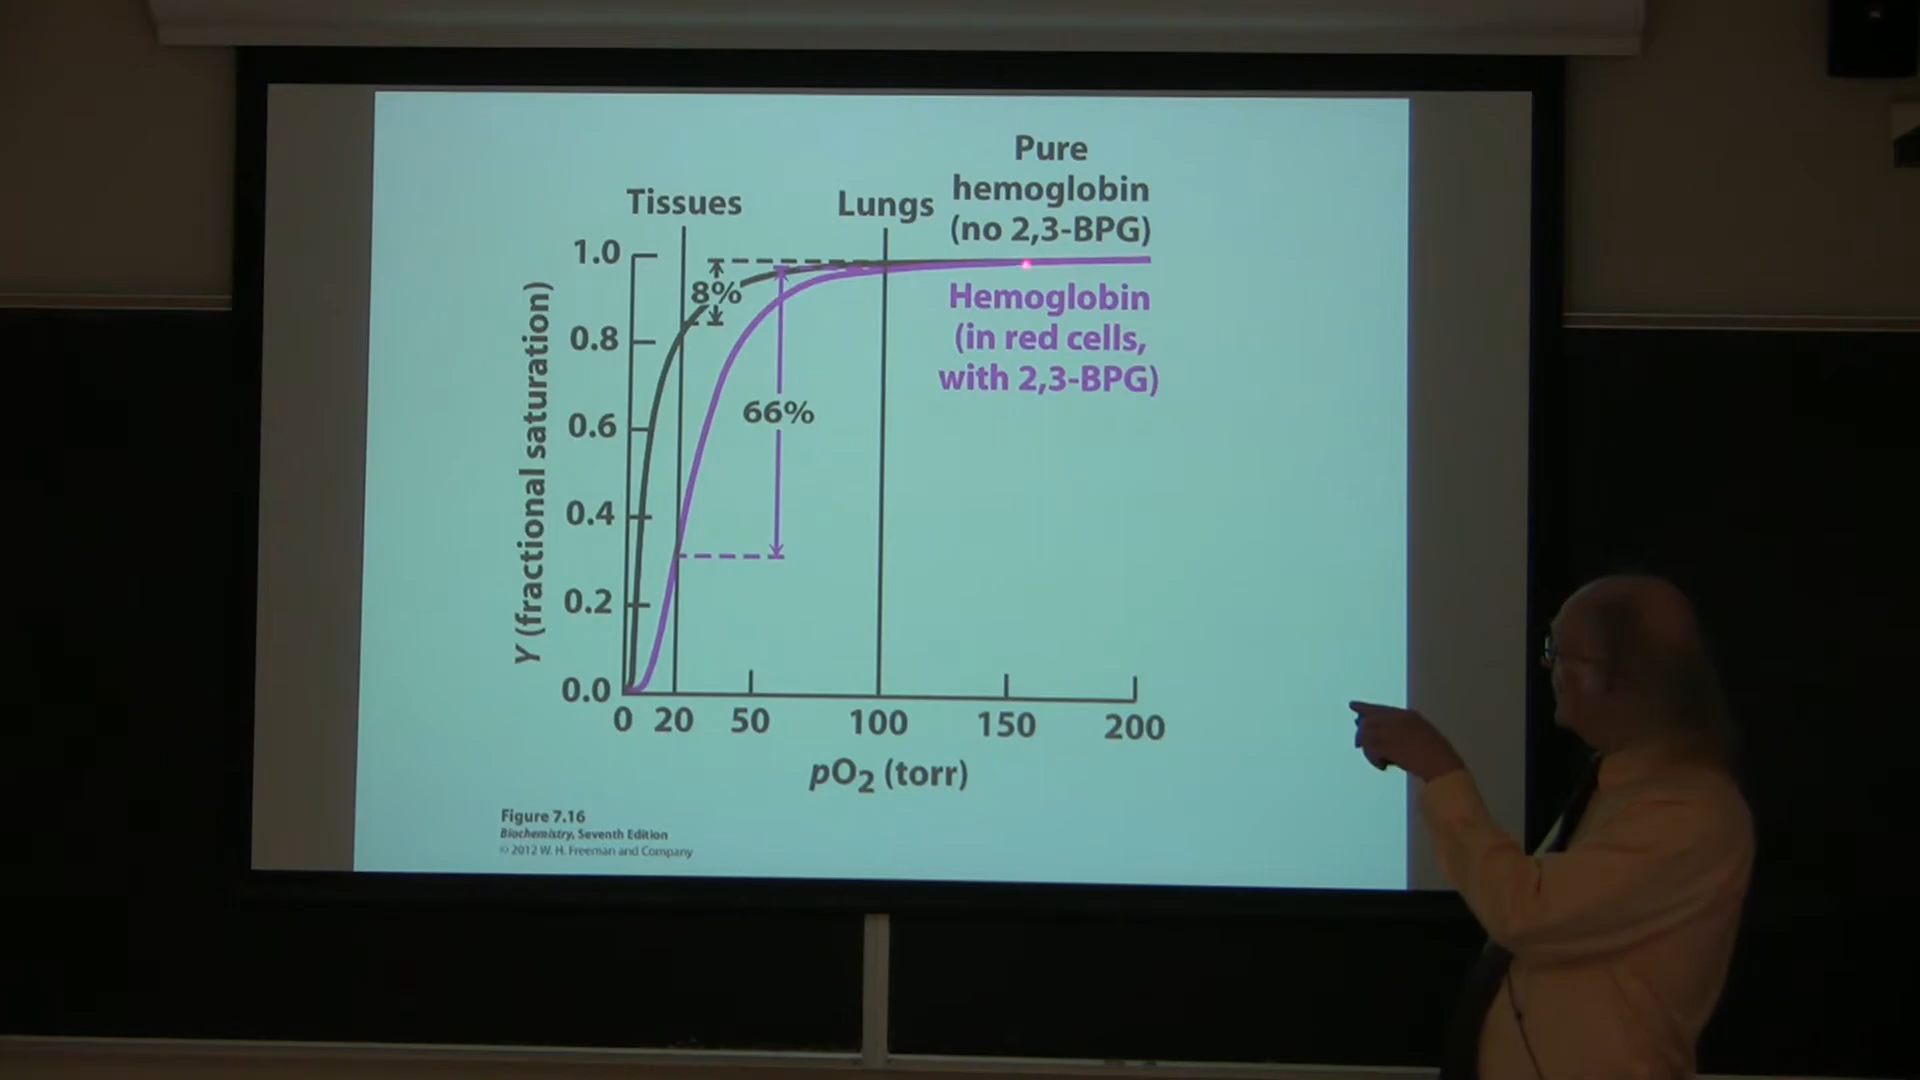 Pure
hemoglobin
(no 2,3-BPG)
Tissues
Lungs
1.0
8%
Hemoglobin
(in red cells,
with 2,3-BPG)
0.8
66%
0.6
0.4
0.2
0.0
Y (fractional saturation)
0 20 50 100 150 200
pO2 (torr)
Figure 7.16
Biochemistry, Seventh Edition
© 2012 W. H. Freeman and Company